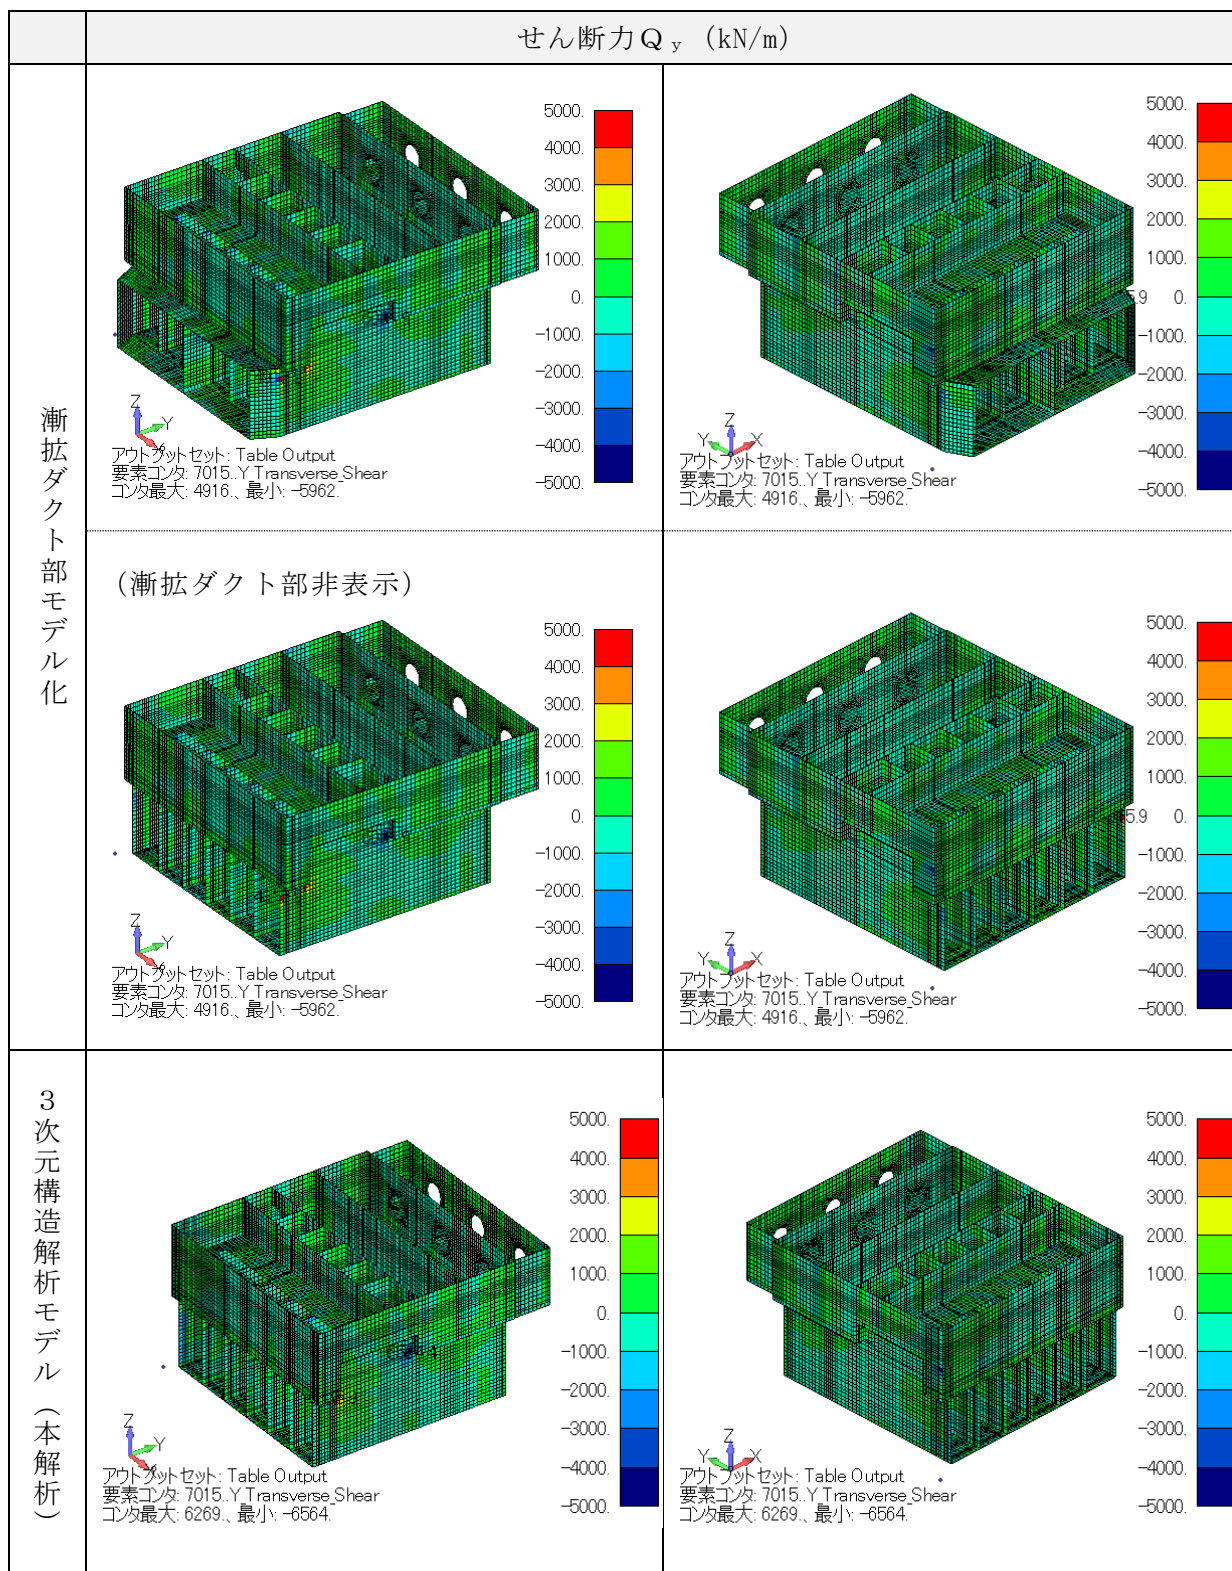 せん断力Ｑｙ (kN/m)
漸拡ダクト部モデル化
5000.
4000.
3000.
2000.
1000.
0.
-1000.
-2000.
-3000.
-4000.
-5000.
Z
Y
X
アウトプットセット: Table Output
要素コンタ: 7015..Y Transverse Shear
コンタ最大: 4916.、最小: -5962.
5000.
4000.
3000.
2000.
1000.
5.9 0.
-1000.
-2000.
-3000.
-4000.
-5000.
Z
Y X
アウトプットセット: Table Output
要素コンタ: 7015..Y Transverse Shear
コンタ最大: 4916.、最小: -5962.
(漸拡ダクト部非表示)
5000.
4000.
3000.
2000.
1000.
0.
-1000.
-2000.
-3000.
-4000.
-5000.
Z
Y
X
アウトプットセット: Table Output
要素コンタ: 7015..Y Transverse Shear
コンタ最大: 4916.、最小: -5962.
5000.
4000.
3000.
2000.
1000.
5.9 0.
-1000.
-2000.
-3000.
-4000.
-5000.
Z
Y X
アウトプットセット: Table Output
要素コンタ: 7015..Y Transverse Shear
コンタ最大: 4916.、最小: -5962.
３次元構造解析モデル（本解析）
5000.
4000.
3000.
2000.
1000.
0.
-1000.
-2000.
-3000.
-4000.
-5000.
Z
Y
X
アウトプットセット: Table Output
要素コンタ: 7015..Y Transverse Shear
コンタ最大: 6269.、最小: -6564.
5000.
4000.
3000.
2000.
1000.
0.
-1000.
-2000.
-3000.
-4000.
-5000.
Z
Y X
アウトプットセット: Table Output
要素コンタ: 7015..Y Transverse Shear
コンタ最大: 6269.、最小: -6564.